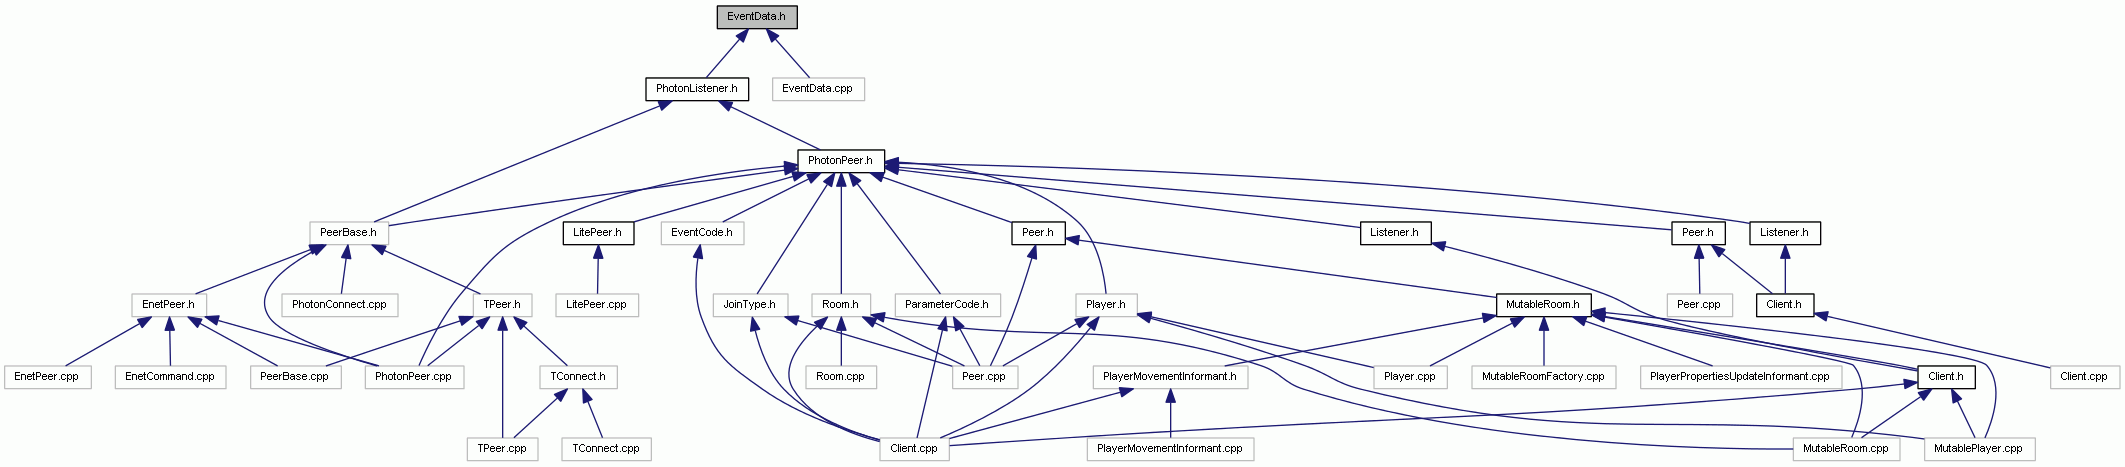 EventData.h
PhotonListener.h
EventData.cpp
PhotonPeer.h
PeerBase.h
LitePeer.h
EventCode.h
Peer.h
Listener.h
Peer.h
Listener.h
EnetPeer.h
PhotonConnect.cpp
TPeer.h
LitePeer.cpp
JoinType.h
Room.h
ParameterCode.h
Player.h
MutableRoom.h
Peer.cpp
Client.h
EnetPeer.cpp
EnetCommand.cpp
PeerBase.cpp
PhotonPeer.cpp
TConnect.h
Room.cpp
Peer.cpp
PlayerMovementInformant.h
Player.cpp
MutableRoomFactory.cpp
PlayerPropertiesUpdateInformant.cpp
Client.h
Client.cpp
TPeer.cpp
TConnect.cpp
Client.cpp
PlayerMovementInformant.cpp
MutableRoom.cpp
MutablePlayer.cpp